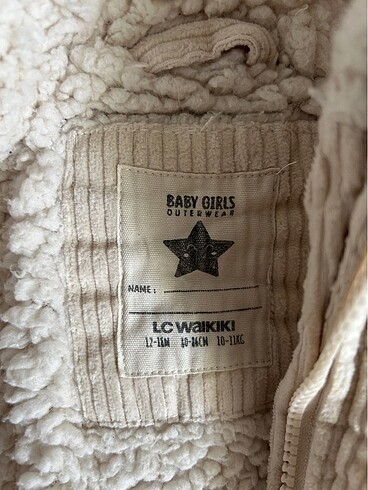 BABY GIRLS
OUTERWEAR
NAME:
LC WAIKIKI
12-18M 80-86CM 10-11KG